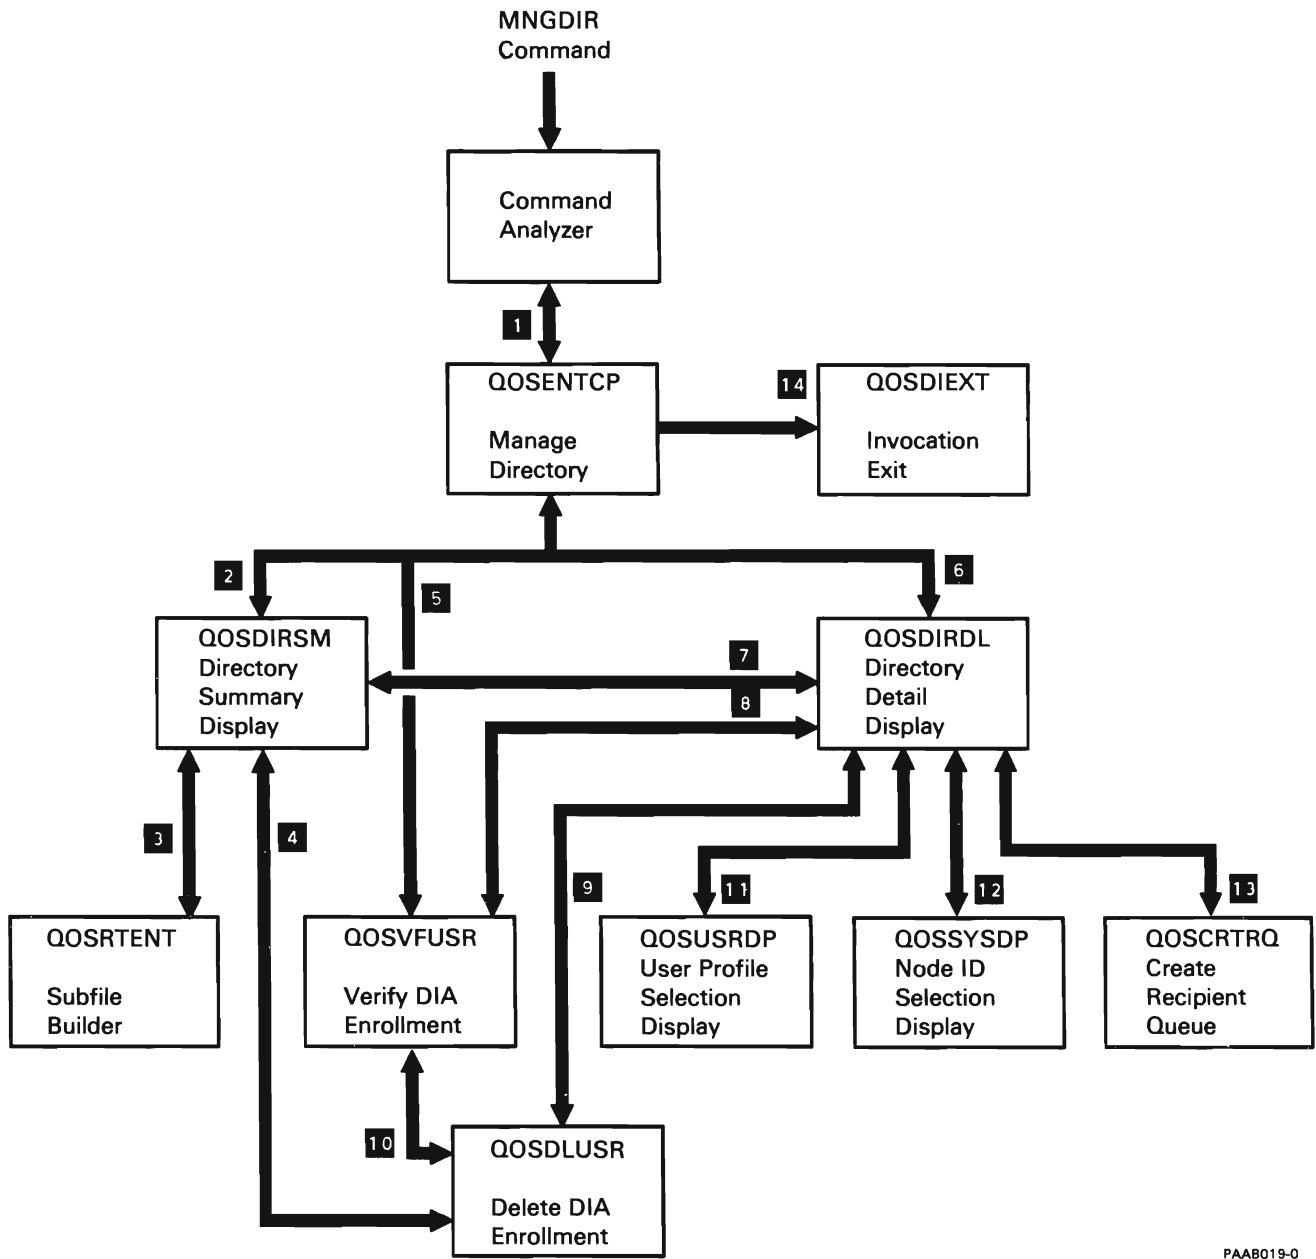 MNGDIR
Command
Command
Analyzer
1
QOSENTCP
Manage
Directory
14
QOSDIEXT
Invocation
Exit
2
5
6
QOSDIRSM
Directory
Summary
Display
7
8
QOSDIRDL
Directory
Detail
Display
3
4
9
11
12
13
QOSRTENT
Subfile
Builder
QOSVFUSR
Verify DIA
Enrollment
QOSUSRDP
User Profile
Selection
Display
QOSSYSDP
Node ID
Selection
Display
QOSCRTRQ
Create
Recipient
Queue
10
QOSDLUSR
Delete DIA
Enrollment
PAAB019-0